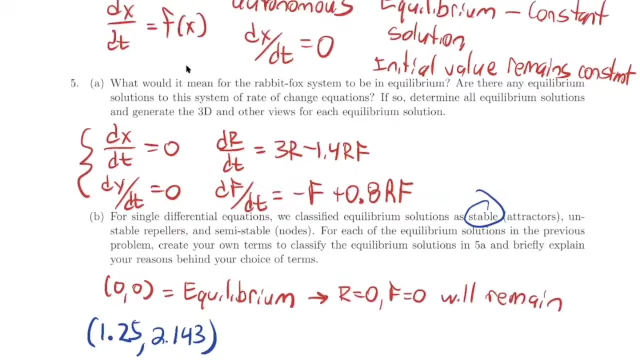 dx/dt = f(x)
autonomous
dx/dt = 0
Equilibrium – Constant
solution,
Initial value remains constant
5. (a) What would it mean for the rabbit-fox system to be in equilibrium? Are there any equilibrium
solutions to this system of rate of change equations? If so, determine all equilibrium solutions
and generate the 3D and other views for each equilibrium solution.
dx/dt = 0 dR/dt = 3R - 1.4RF
dy/dt = 0 dF/dt = -F + 0.8RF
(b) For single differential equations, we classified equilibrium solutions as stable (attractors), un-
stable repellers, and semi-stable (nodes). For each of the equilibrium solutions in the previous
problem, create your own terms to classify the equilibrium solutions in 5a and briefly explain
your reasons behind your choice of terms.
(0,0) = Equilibrium → R=0, F=0 will remain
(1.25, 2.143)